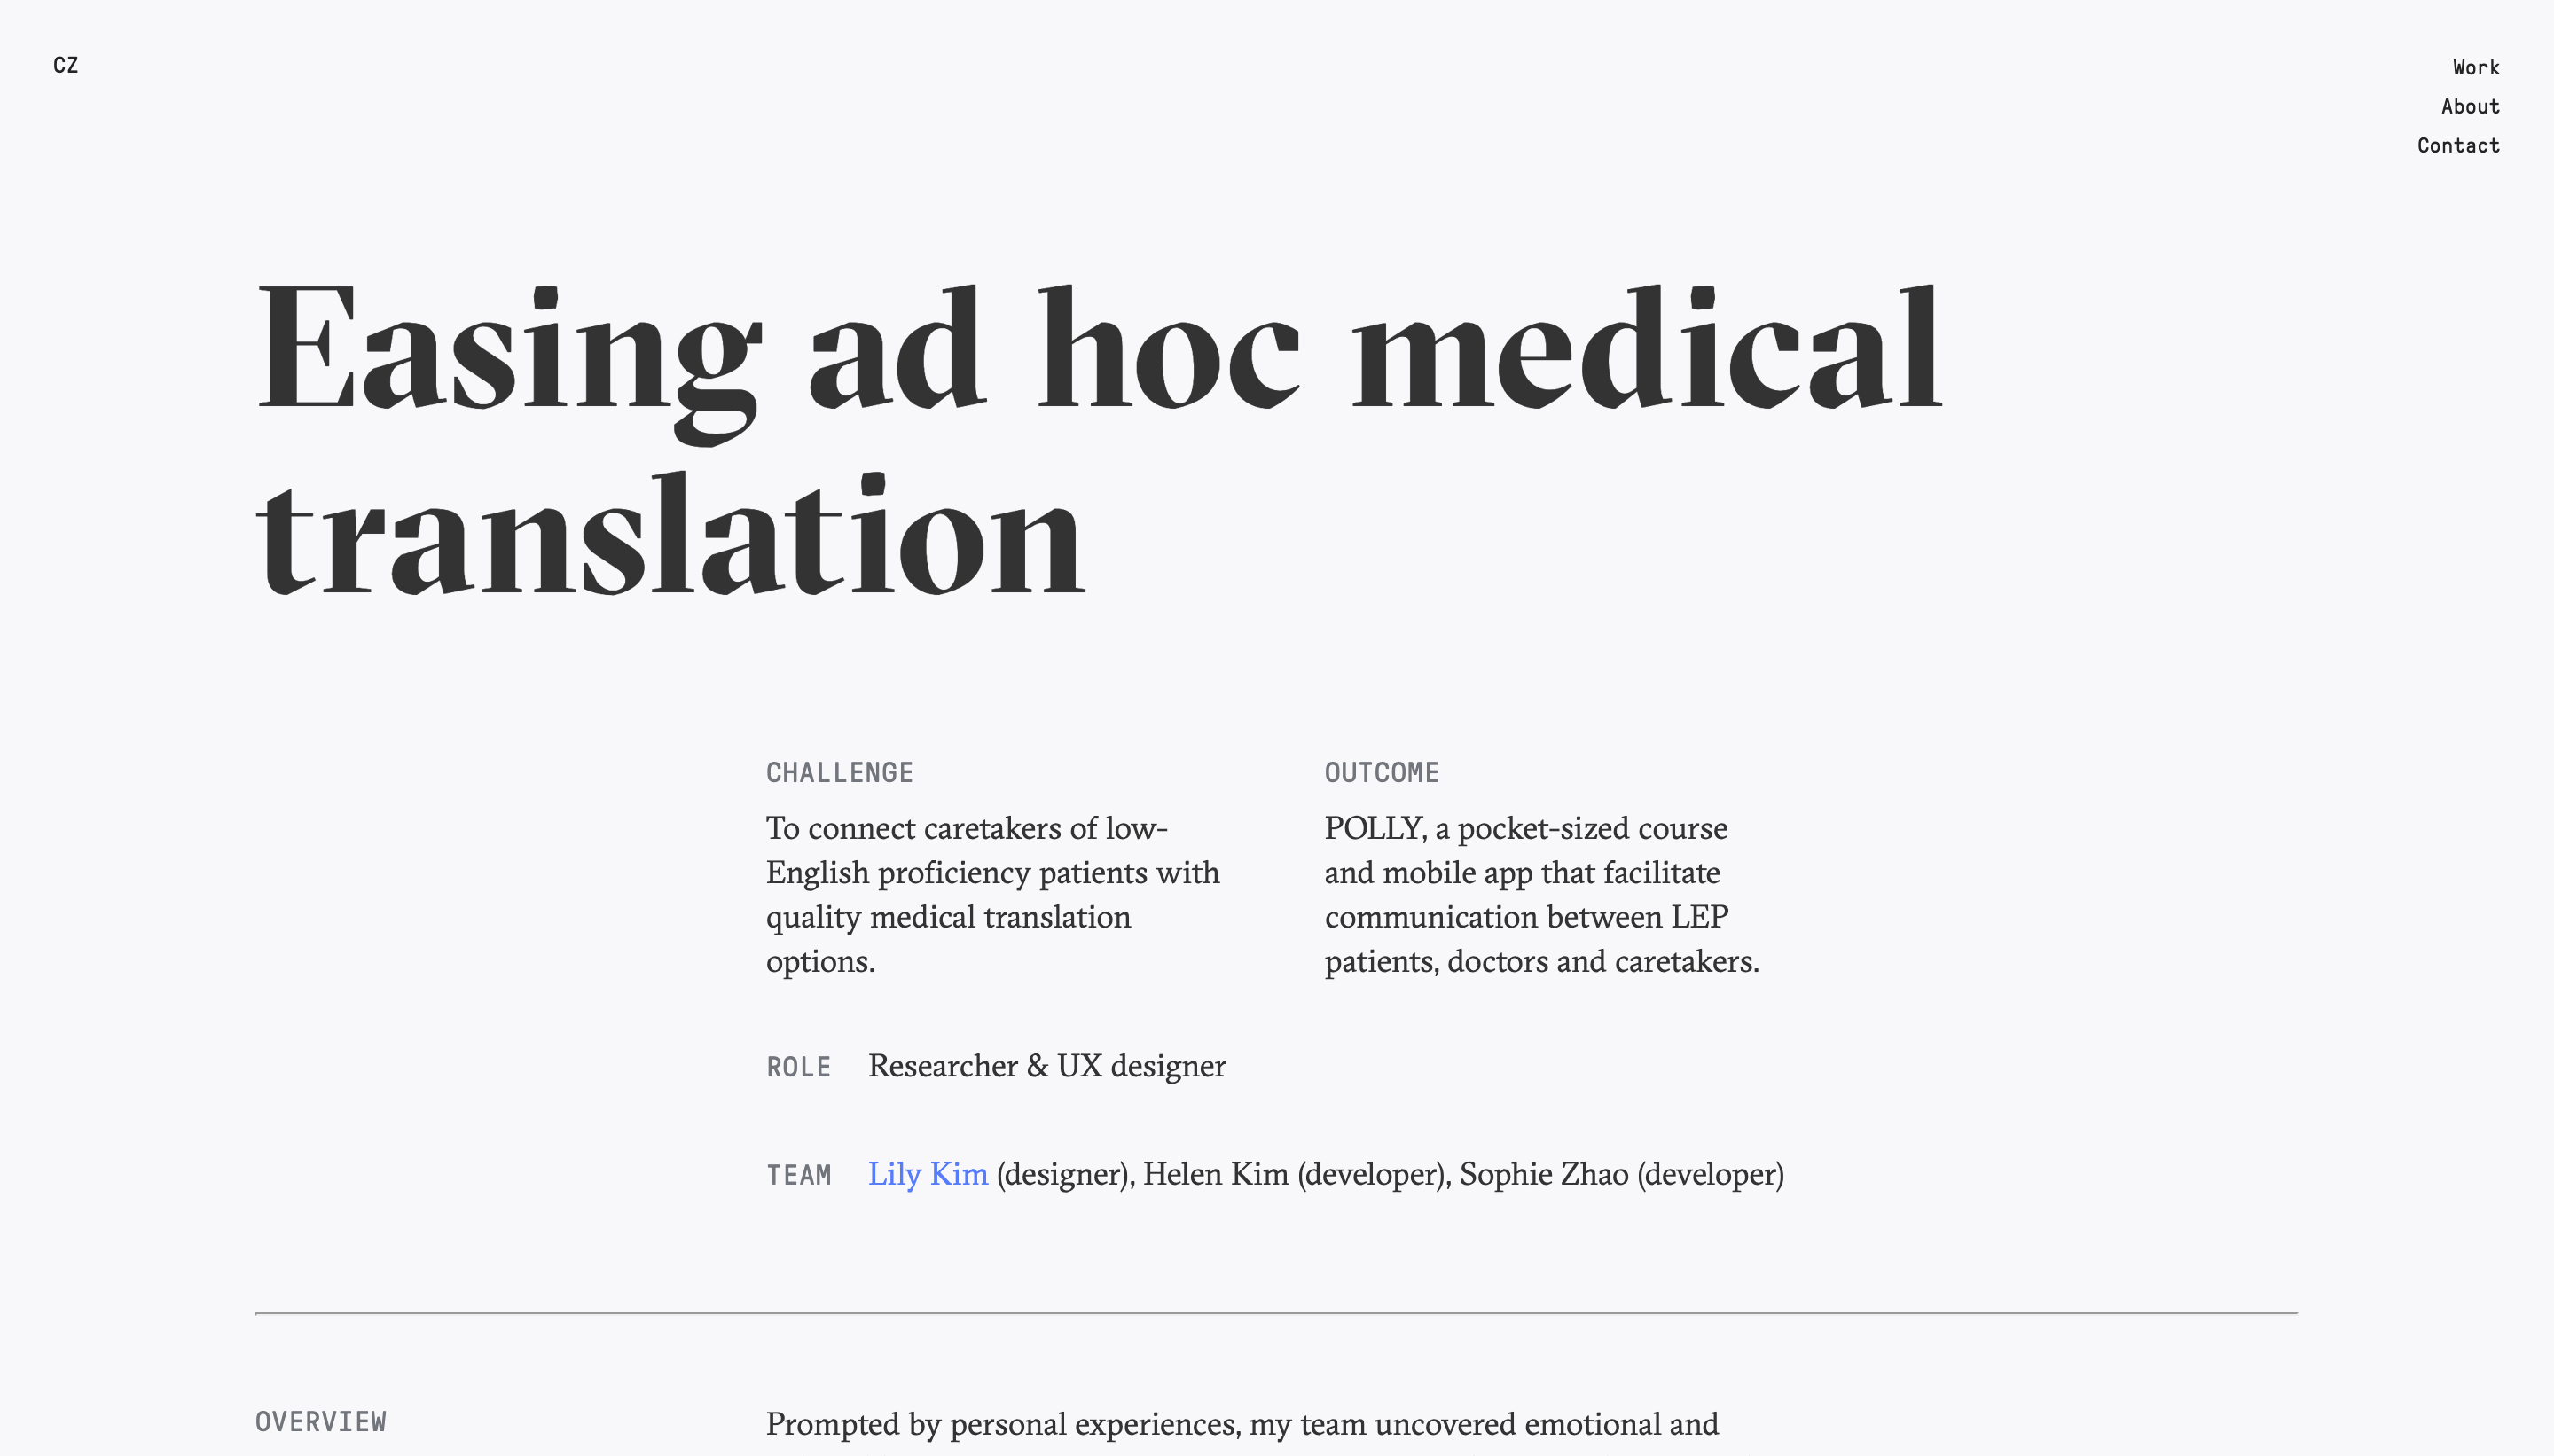 CZ
Work
About
Contact
Easing ad hoc medical
translation
CHALLENGE
To connect caretakers of low-
English proficiency patients with
quality medical translation
options.
OUTCOME
POLLY, a pocket-sized course
and mobile app that facilitate
communication between LEP
patients, doctors and caretakers.
ROLE Researcher & UX designer
TEAM Lily Kim (designer), Helen Kim (developer), Sophie Zhao (developer)
OVERVIEW
Prompted by personal experiences, my team uncovered emotional and